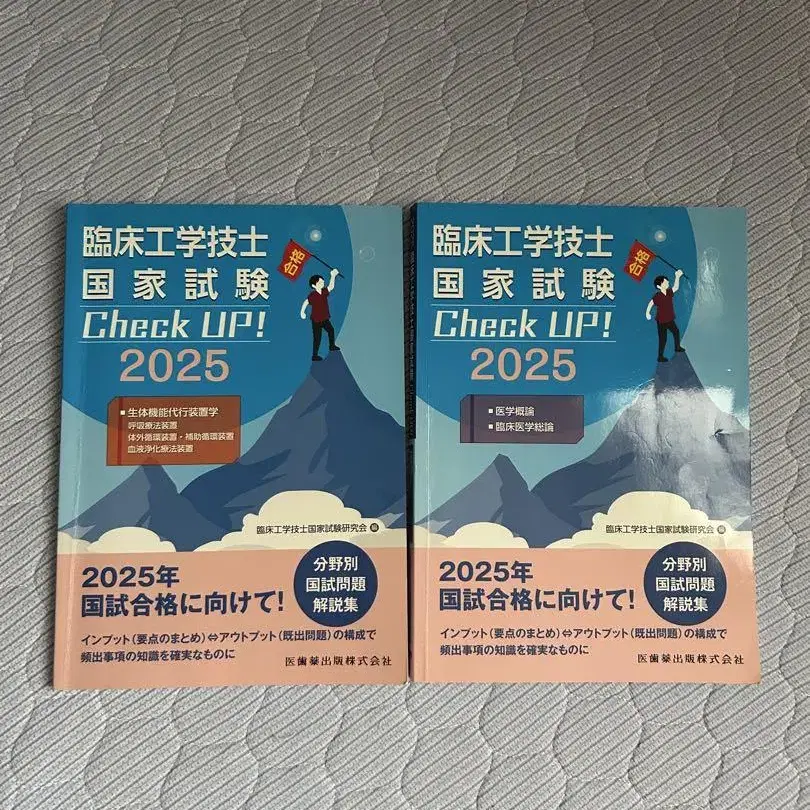 臨床工学技士
国家試験
Check UP!
2025
合格
▪生体機能代行装置学
呼吸療法装置
体外循環装置・補助循環装置
血液浄化療法装置
臨床工学技士国家試験研究会 編
2025年
国試合格に向けて!
分野別
国試問題
解説集
インプット(要点のまとめ)⇔アウトプット(既出問題)の構成で
頻出事項の知識を確実なものに
医歯薬出版株式会社
臨床工学技士
国家試験
Check UP!
2025
合格
▪医学概論
▪臨床医学総論
臨床工学技士国家試験研究会 編
2025年
国試合格に向けて!
分野別
国試問題
解説集
インプット(要点のまとめ)⇔アウトプット(既出問題)の構成で
頻出事項の知識を確実なものに
医歯薬出版株式会社